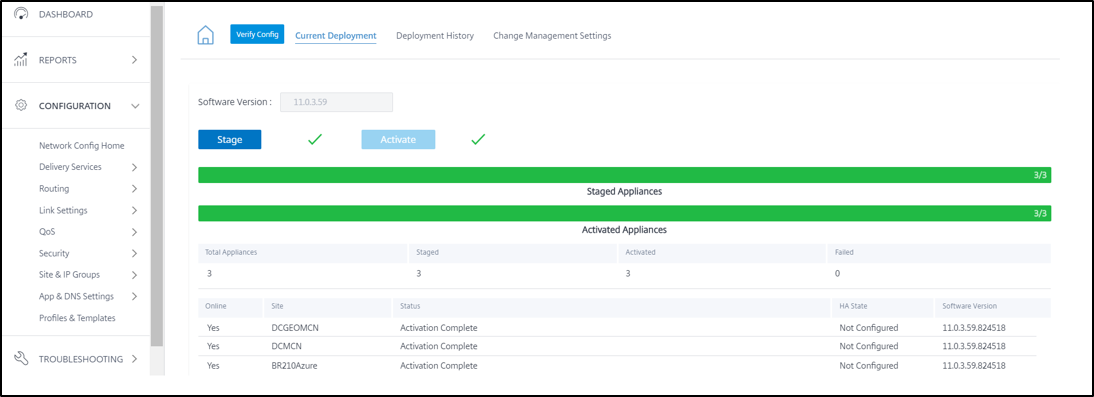 DASHBOARD
REPORTS
CONFIGURATION
Network Config Home
Delivery Services
Routing
Link Settings
QoS
Security
Site & IP Groups
App & DNS Settings
Profiles & Templates
TROUBLESHOOTING
Verify Config Current Deployment Deployment History Change Management Settings
Software Version : 11.0.3.59
Stage Activate
3/3
Staged Appliances
3/3
Activated Appliances
Total Appliances Staged Activated Failed
3 3 3 0
Online Site Status HA State Software Version
Yes DCGEOMCN Activation Complete Not Configured 11.0.3.59.824518
Yes DCMCN Activation Complete Not Configured 11.0.3.59.824518
Yes BR210Azure Activation Complete Not Configured 11.0.3.59.824518